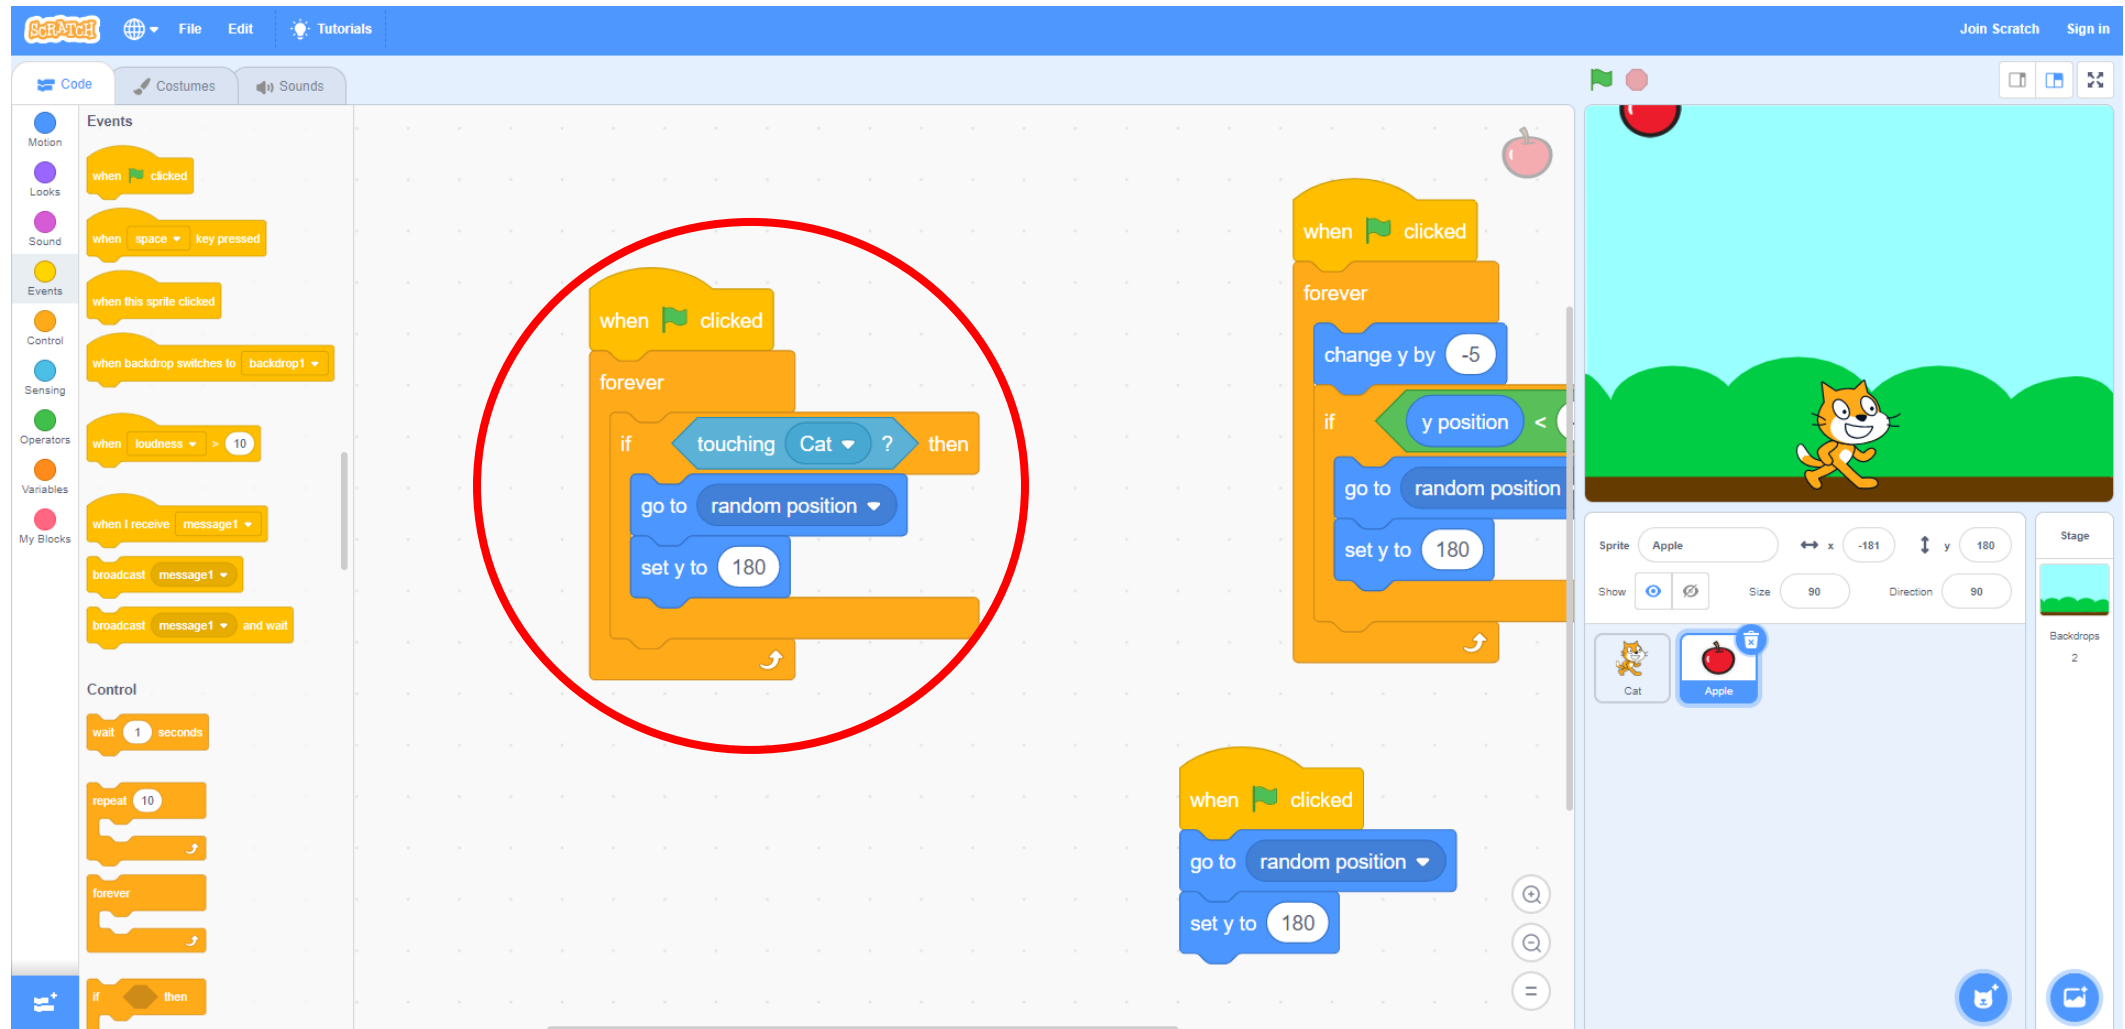 SCRATCH File Edit Tutorials Join Scratch Sign in
Code Costumes Sounds
Motion
Looks
Sound
Events
Control
Sensing
Operators
Variables
My Blocks
Events
when clicked
when space key pressed
when this sprite clicked
when backdrop switches to backdrop1
when loudness > 10
when I receive message1
broadcast message1
broadcast message1 and wait
Control
wait 1 seconds
repeat 10
forever
if then
when clicked
forever
if touching Cat ? then
go to random position
set y to 180
when clicked
forever
change y by -5
if y position <
go to random position
set y to 180
when clicked
go to random position
set y to 180
Sprite Apple x -181 y 180
Show Size 90 Direction 90
Cat
Apple
Stage
Backdrops
2